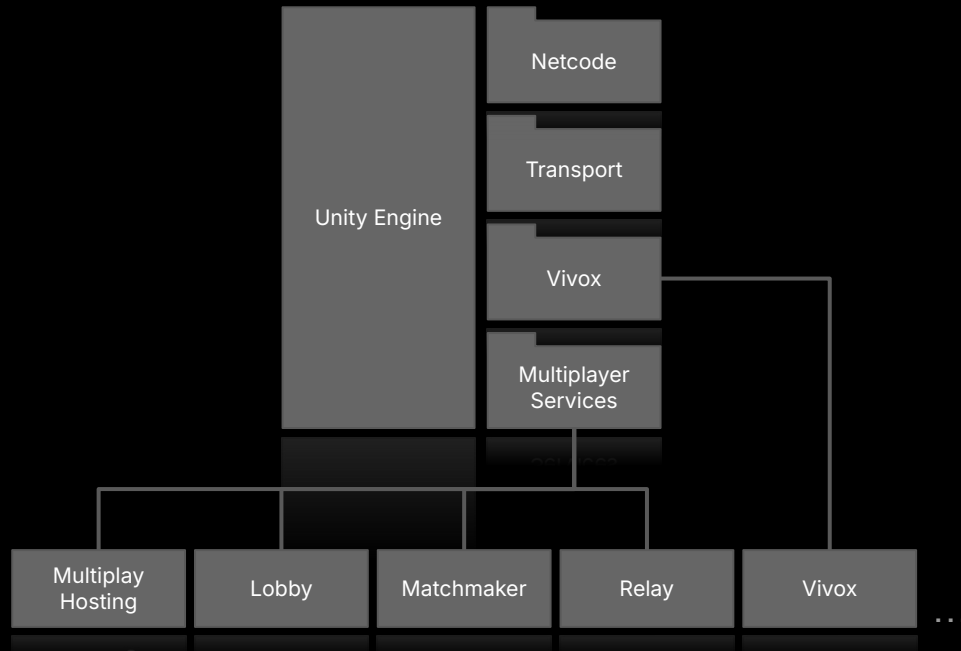 Netcode
Transport
Unity Engine
Vivox
Multiplayer
Services
Multiplay
Hosting
Lobby
Matchmaker
Relay
Vivox
..